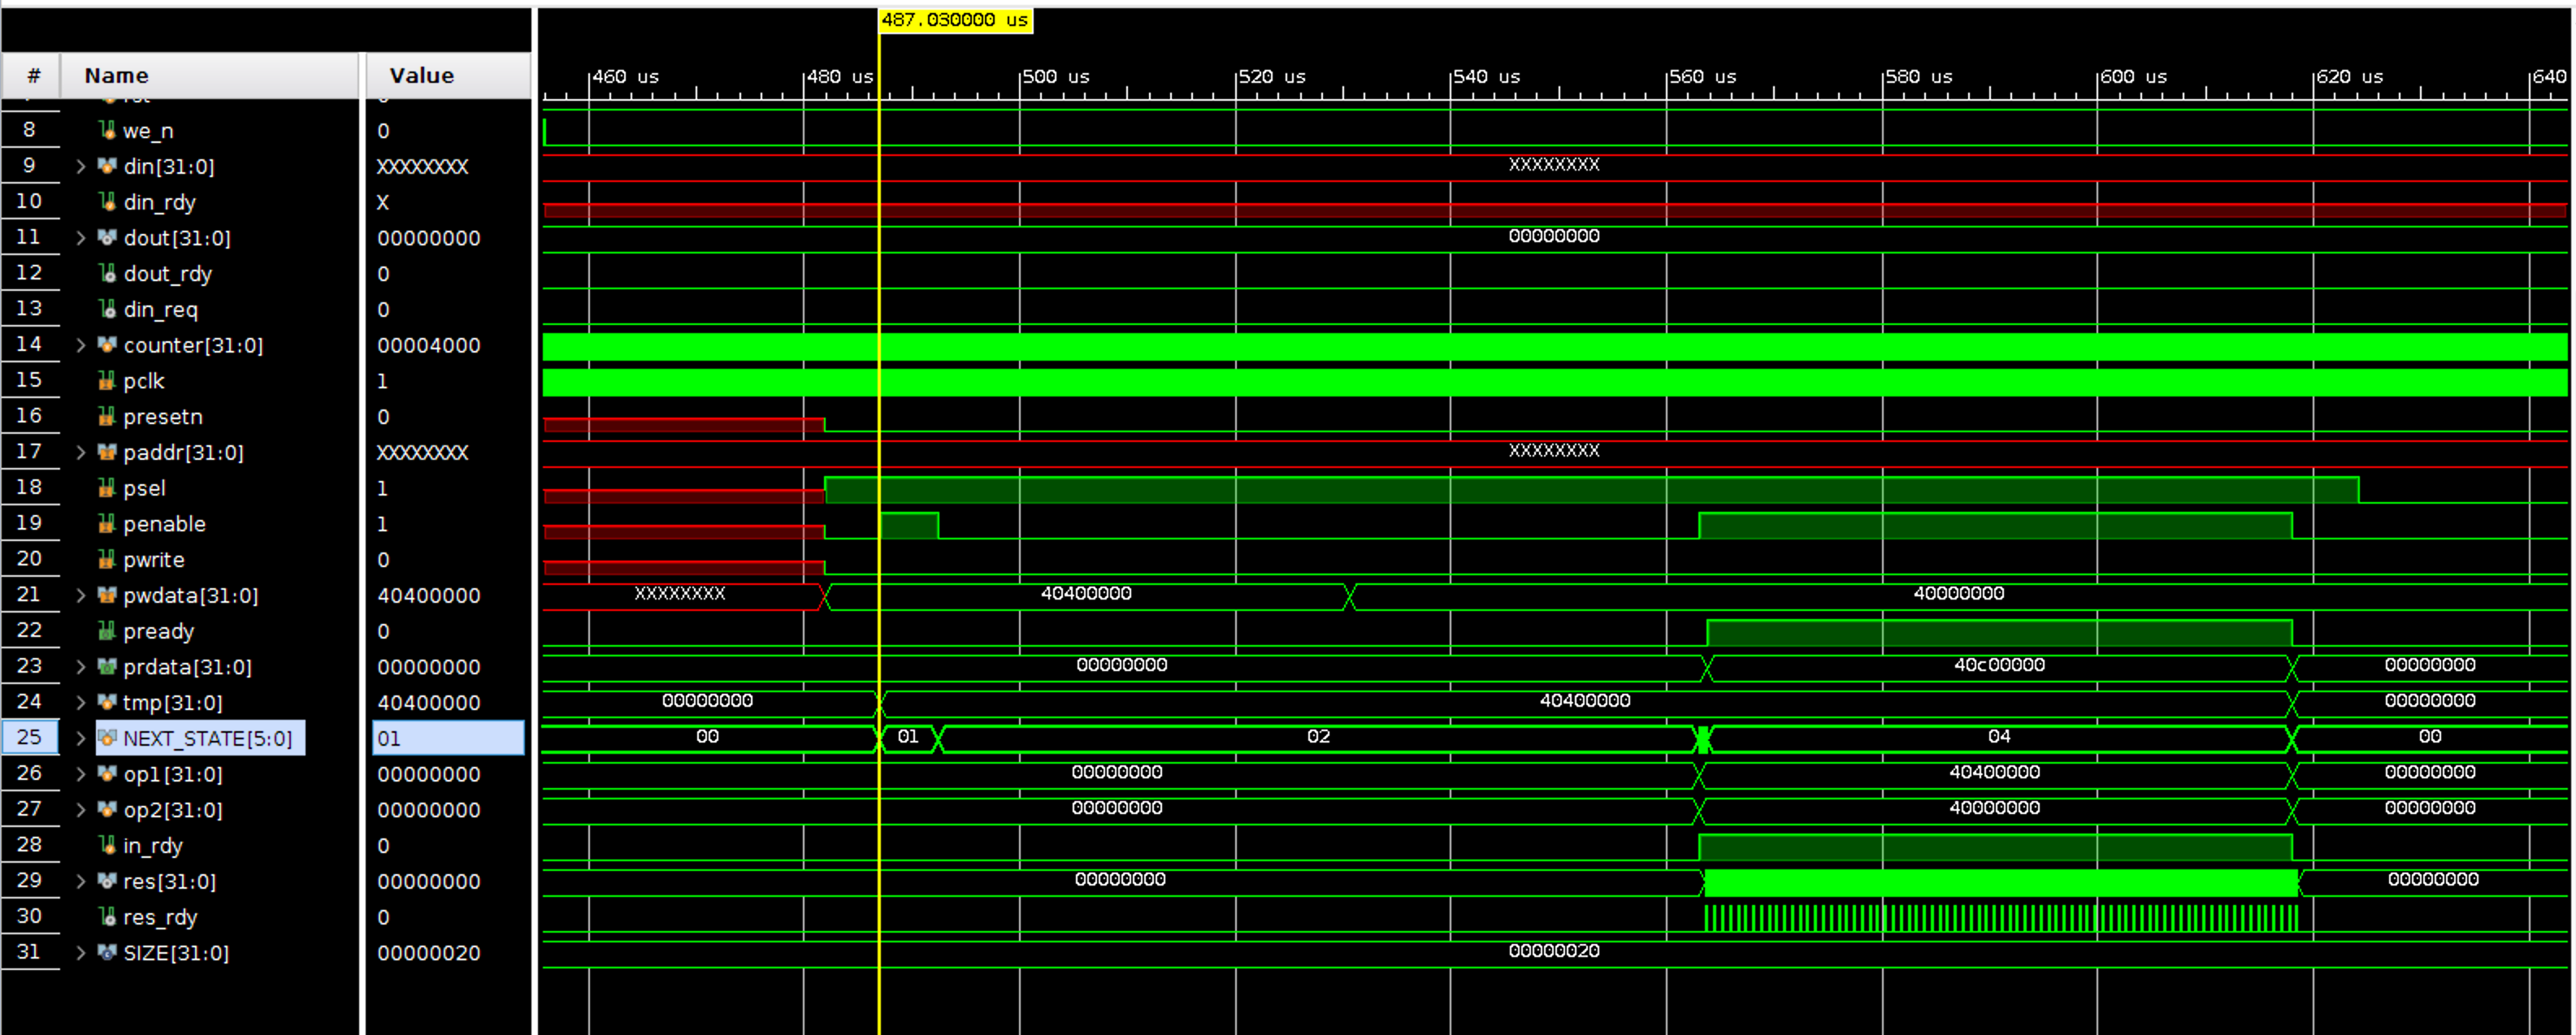 487.030000 us
# Name Value 460 us 480 us 500 us 520 us 540 us 560 us 580 us 600 us 620 us 640
8 we_n 0
9 din[31:0] XXXXXXXX XXXXXXXX
10 din_rdy X
11 dout[31:0] 00000000 00000000
12 dout_rdy 0
13 din_req 0
14 counter[31:0] 00004000
15 pclk 1
16 presetn 0
17 paddr[31:0] XXXXXXXX XXXXXXXX
18 psel 1
19 penable 1
20 pwrite 0
21 pwdata[31:0] 40400000 XXXXXXXX 40400000 40000000
22 pready 0
23 prdata[31:0] 00000000 00000000 40c00000 00000000
24 tmp[31:0] 40400000 00000000 40400000 00000000
25 NEXT_STATE[5:0] 01 00 01 02 04 00
26 op1[31:0] 00000000 00000000 40400000 00000000
27 op2[31:0] 00000000 00000000 40000000 00000000
28 in_rdy 0
29 res[31:0] 00000000 00000000 00000000
30 res_rdy 0
31 SIZE[31:0] 00000020 00000020